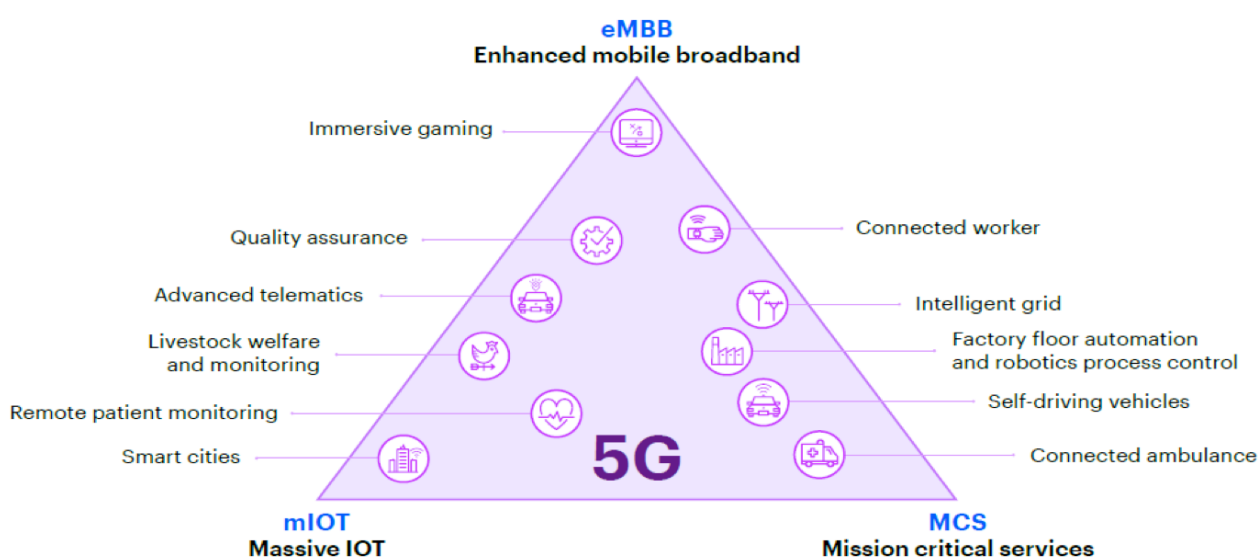 eMBB
Enhanced mobile broadband
Immersive gaming
Quality assurance
Connected worker
Advanced telematics
Intelligent grid
Livestock welfare
and monitoring
Factory floor automation
and robotics process control
Remote patient monitoring
Self-driving vehicles
Smart cities
5G
Connected ambulance
mIOT
Massive IOT
MCS
Mission critical services